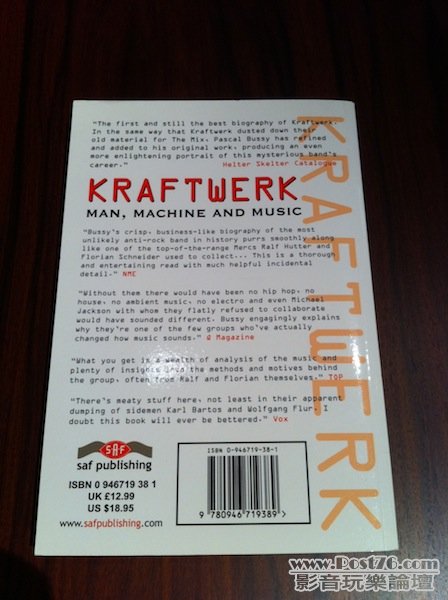 "The first and still the best biography of Kraftwerk.
In the same way that Kraftwerk dusted down their
old material for The Mix, Pascal Bussy has refined
and added to his original work, producing an even
more enlightening portrait of this mysterious band's
career." Helter Skelter Catalogue
KRAFTWERK
MAN, MACHINE AND MUSIC
"Bussy's crisp, business-like biography of the most
unlikely anti-rock band in history purrs smoothly along
like one of the top-of-the-range Mercs Ralf Hutter and
Florian Schneider used to collect... This is a thorough
and entertaining read with much helpful incidental
detail." NME
"Without them there would have been no hip hop, no
house, no ambient music, no electro and even Michael
Jackson with whom they flatly refused to collaborate
would have sounded different. Bussy engagingly explains
why they're one of the few groups who've actually
changed how music sounds." Q Magazine
"What you get is a wealth of analysis of the music and
plenty of insights into the methods and motives behind
the group, often from Ralf and Florian themselves." TOP
"There's meaty stuff here, not least in their apparent
dumping of sidemen Karl Bartos and Wolfgang Flur. I
doubt this book will ever be bettered." Vox
KRAFTWERK
SAF
saf publishing
ISBN 0 946719 38 1
UK £12.99
US $18.95
www.safpublishing.com
ISBN 0-946719-38-1
9 780946 719389 >
www.Post76.com
影音玩樂論壇